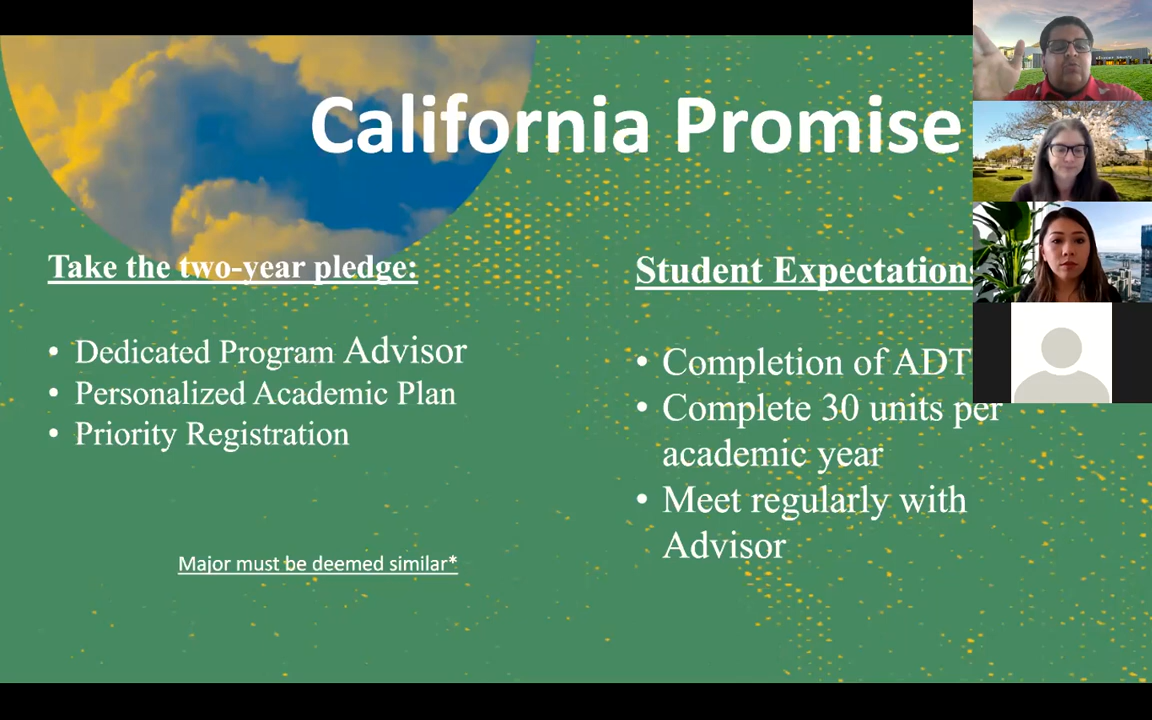 California Promise
Take the two-year pledge:
• Dedicated Program Advisor
• Personalized Academic Plan
• Priority Registration
Major must be deemed similar*
Student Expectations
• Completion of ADT
• Complete 30 units per
academic year
• Meet regularly with
Advisor